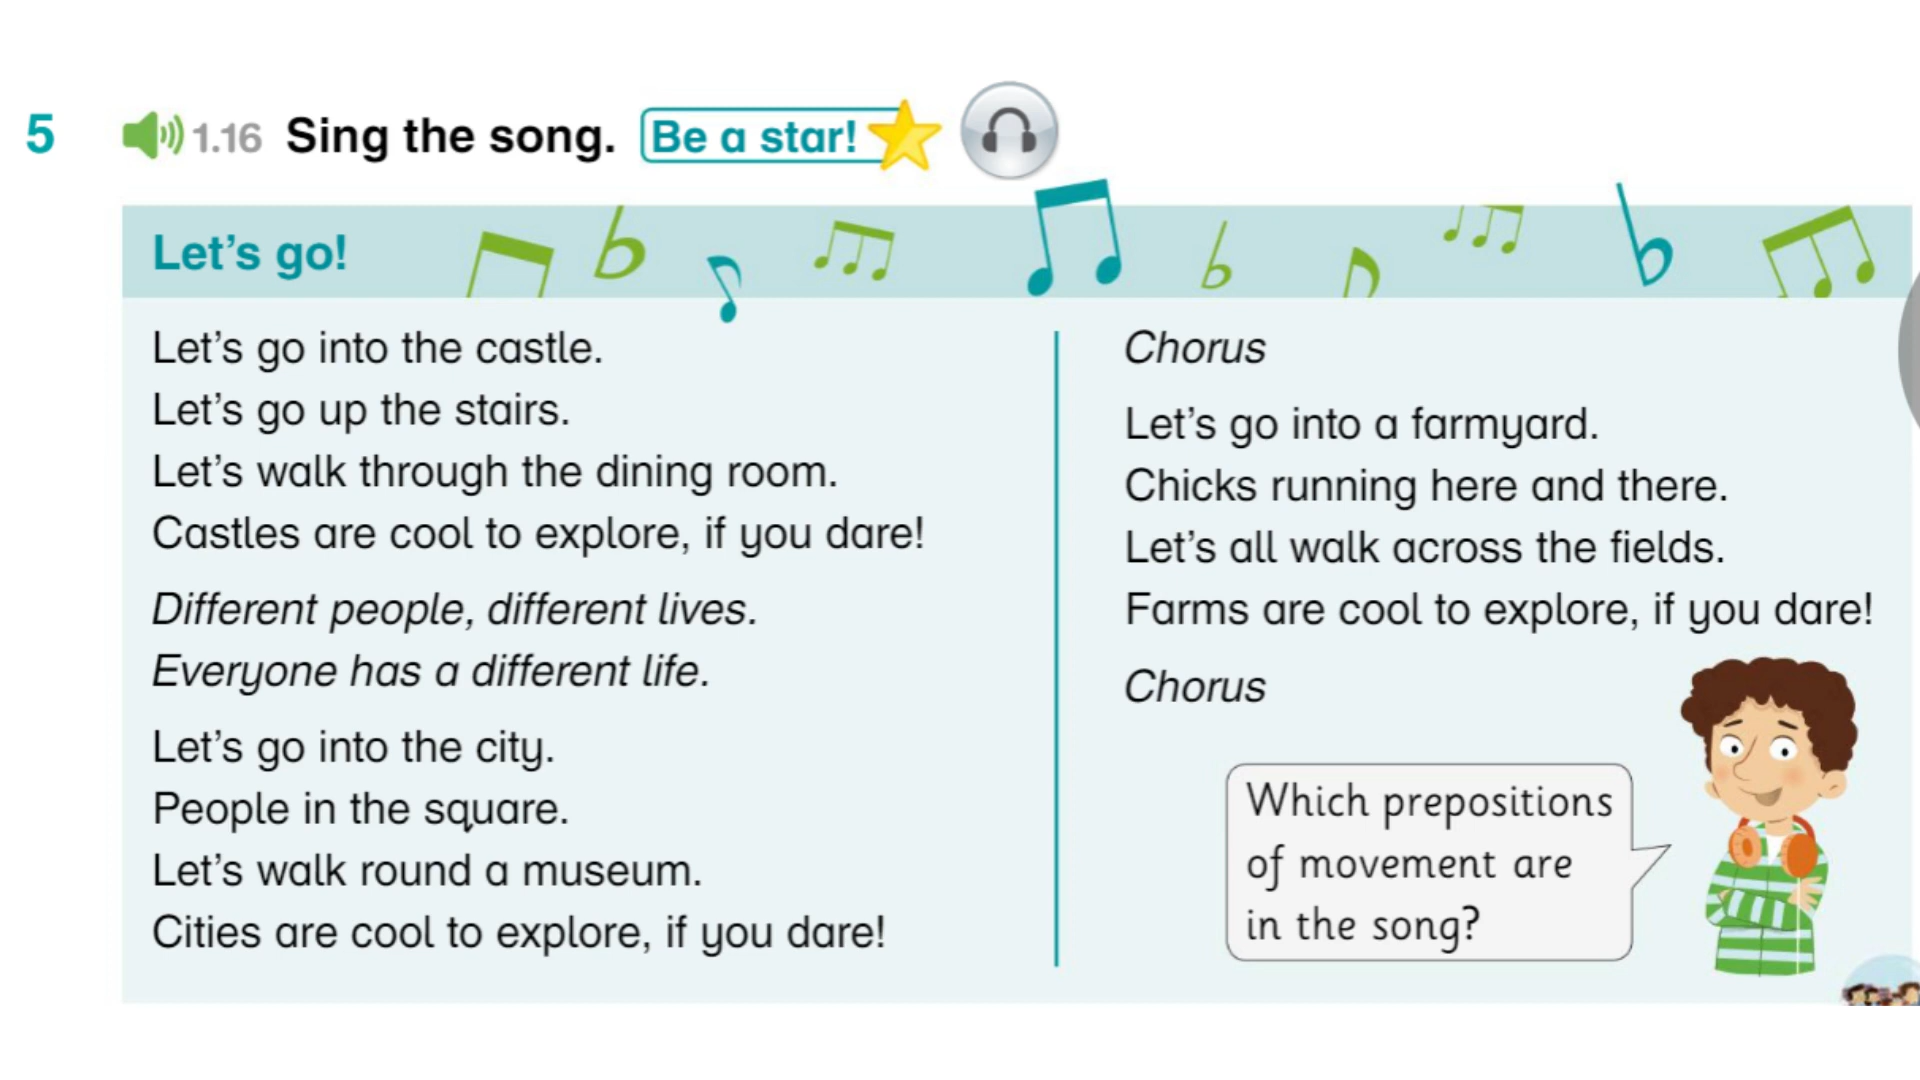 5 1.16 Sing the song. Be a star!
Let's go!
Let's go into the castle.
Let's go up the stairs.
Let's walk through the dining room.
Castles are cool to explore, if you dare!
Different people, different lives.
Everyone has a different life.
Let's go into the city.
People in the square.
Let's walk round a museum.
Cities are cool to explore, if you dare!
Chorus
Let's go into a farmyard.
Chicks running here and there.
Let's all walk across the fields.
Farms are cool to explore, if you dare!
Chorus
Which prepositions
of movement are
in the song?